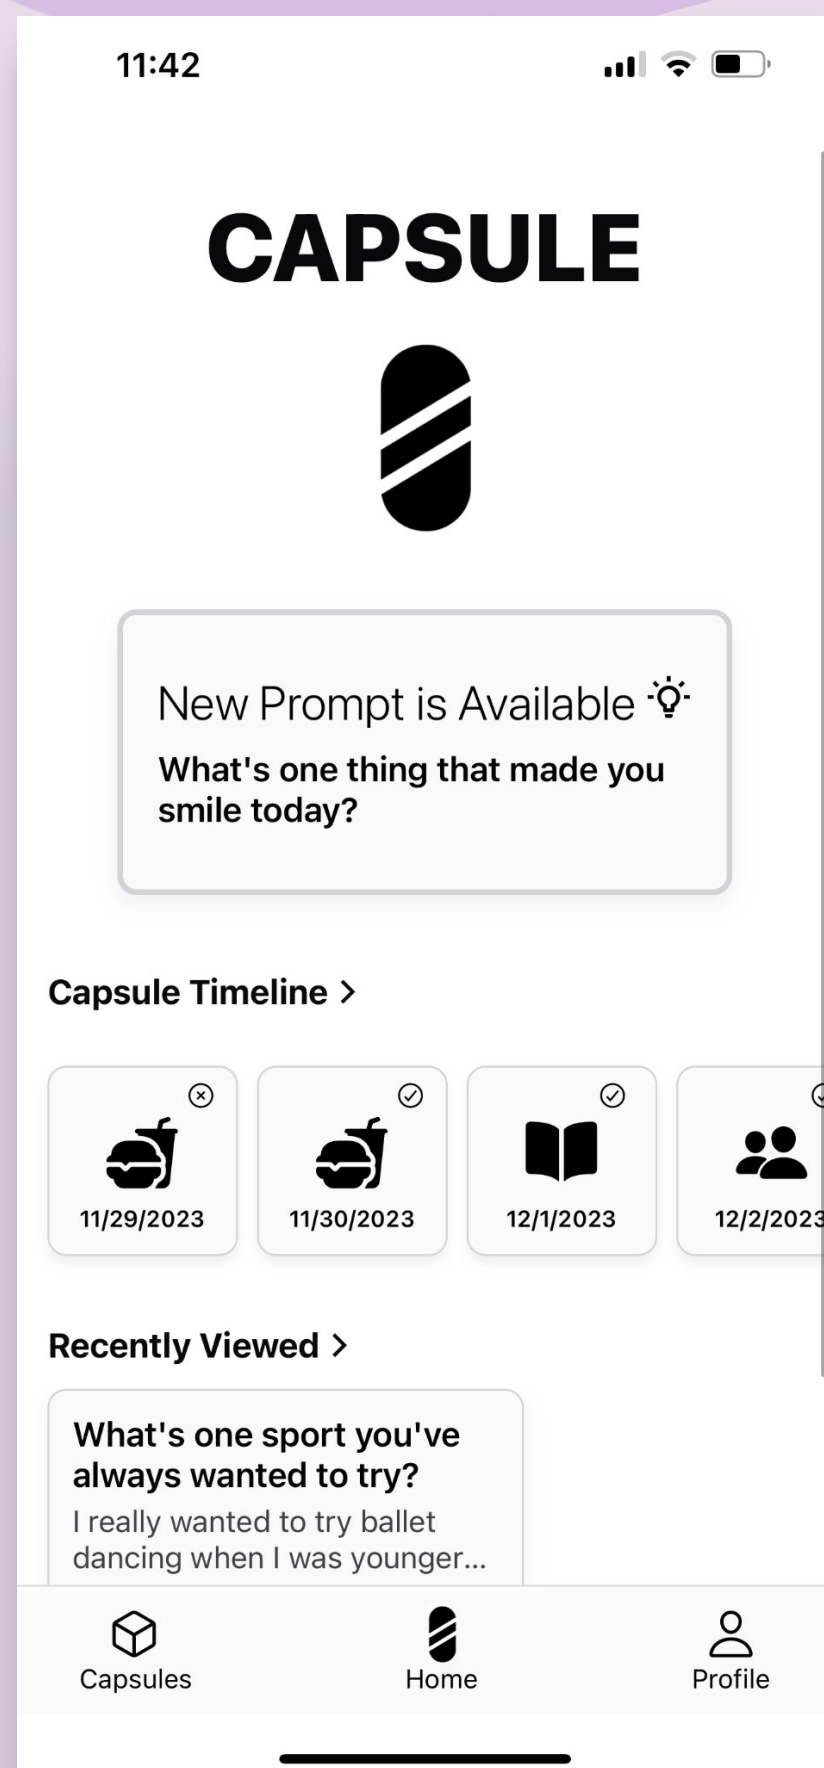 11:42
CAPSULE
New Prompt is Available
What's one thing that made you
smile today?
Capsule Timeline >
11/29/2023
11/30/2023
12/1/2023
12/2/2023
Recently Viewed >
What's one sport you've
always wanted to try?
I really wanted to try ballet
dancing when I was younger...
Capsules
Home
Profile